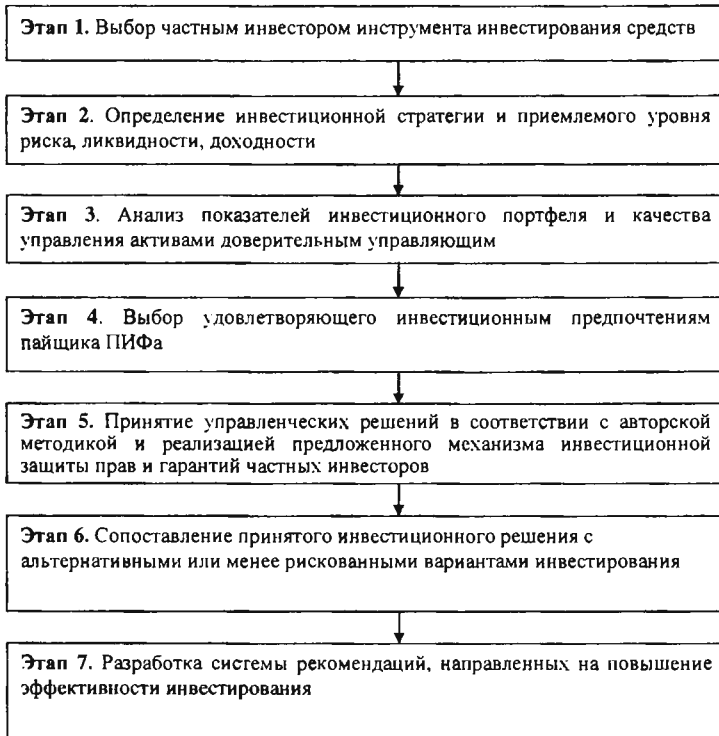 Этап 1. Выбор частным инвестором инструмента инвестирования средств
Этап 2. Определение инвестиционной стратегии и приемлемого уровня
риска, ликвидности, доходности
Этап 3. Анализ показателей инвестиционного портфеля и качества
управления активами доверительным управляющим
Этап 4. Выбор удовлетворяющего инвестиционным предпочтениям
пайщика ПИФа
Этап 5. Принятие управленческих решений в соответствии с авторской
методикой и реализацией предложенного механизма инвестиционной
защиты прав и гарантий частных инвесторов
Этап 6. Сопоставление принятого инвестиционного решения с
альтернативными или менее рискованными вариантами инвестирования
Этап 7. Разработка системы рекомендаций, направленных на повышение
эффективности инвестирования